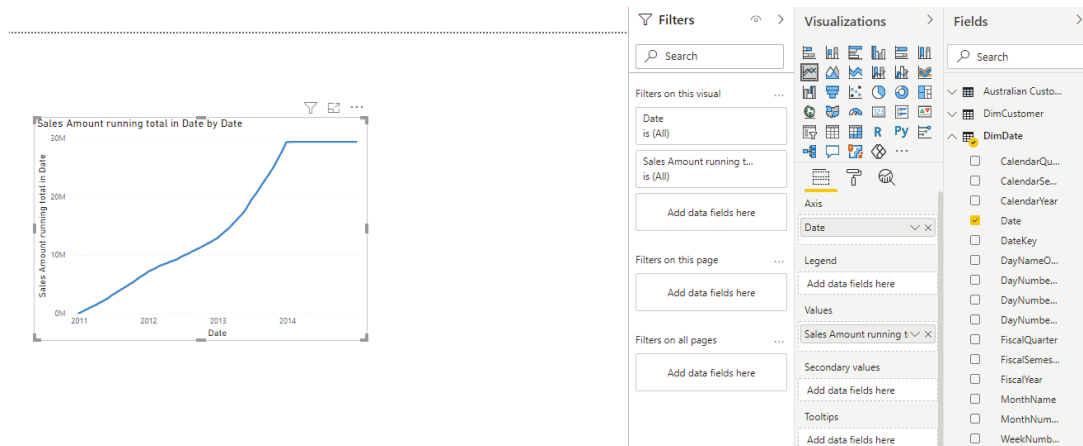 Sales Amount running total in Date by Date
30M
20M
10M
0M
Sales Amount running total in Date
2011
2012
2013
2014
Date
Filters
Search
Filters on this visual
...
Date
is (All)
Sales Amount running t...
is (All)
Add data fields here
Filters on this page
...
Add data fields here
Filters on all pages
...
Add data fields here
Visualizations
123
R
Py
...
Axis
Date
Legend
Add data fields here
Values
Sales Amount running t
Secondary values
Add data fields here
Tooltips
Add data fields here
Fields
Search
Australian Custo...
DimCustomer
DimDate
CalendarQu...
CalendarSe...
CalendarYear
Date
DateKey
DayNameO...
DayNumbe...
DayNumbe...
DayNumbe...
FiscalQuarter
FiscalSemes...
FiscalYear
MonthName
MonthNum...
WeekNumb...